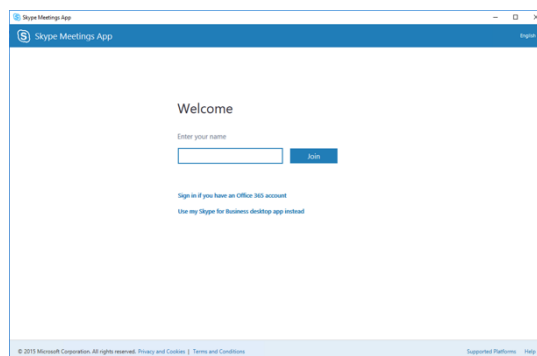 Skype Meetings App
Skype Meetings App
English
Welcome
Enter your name
Join
Sign in if you have an Office 365 account
Use my Skype for Business desktop app instead
© 2015 Microsoft Corporation. All rights reserved. Privacy and Cookies | Terms and Conditions Supported Platforms Help